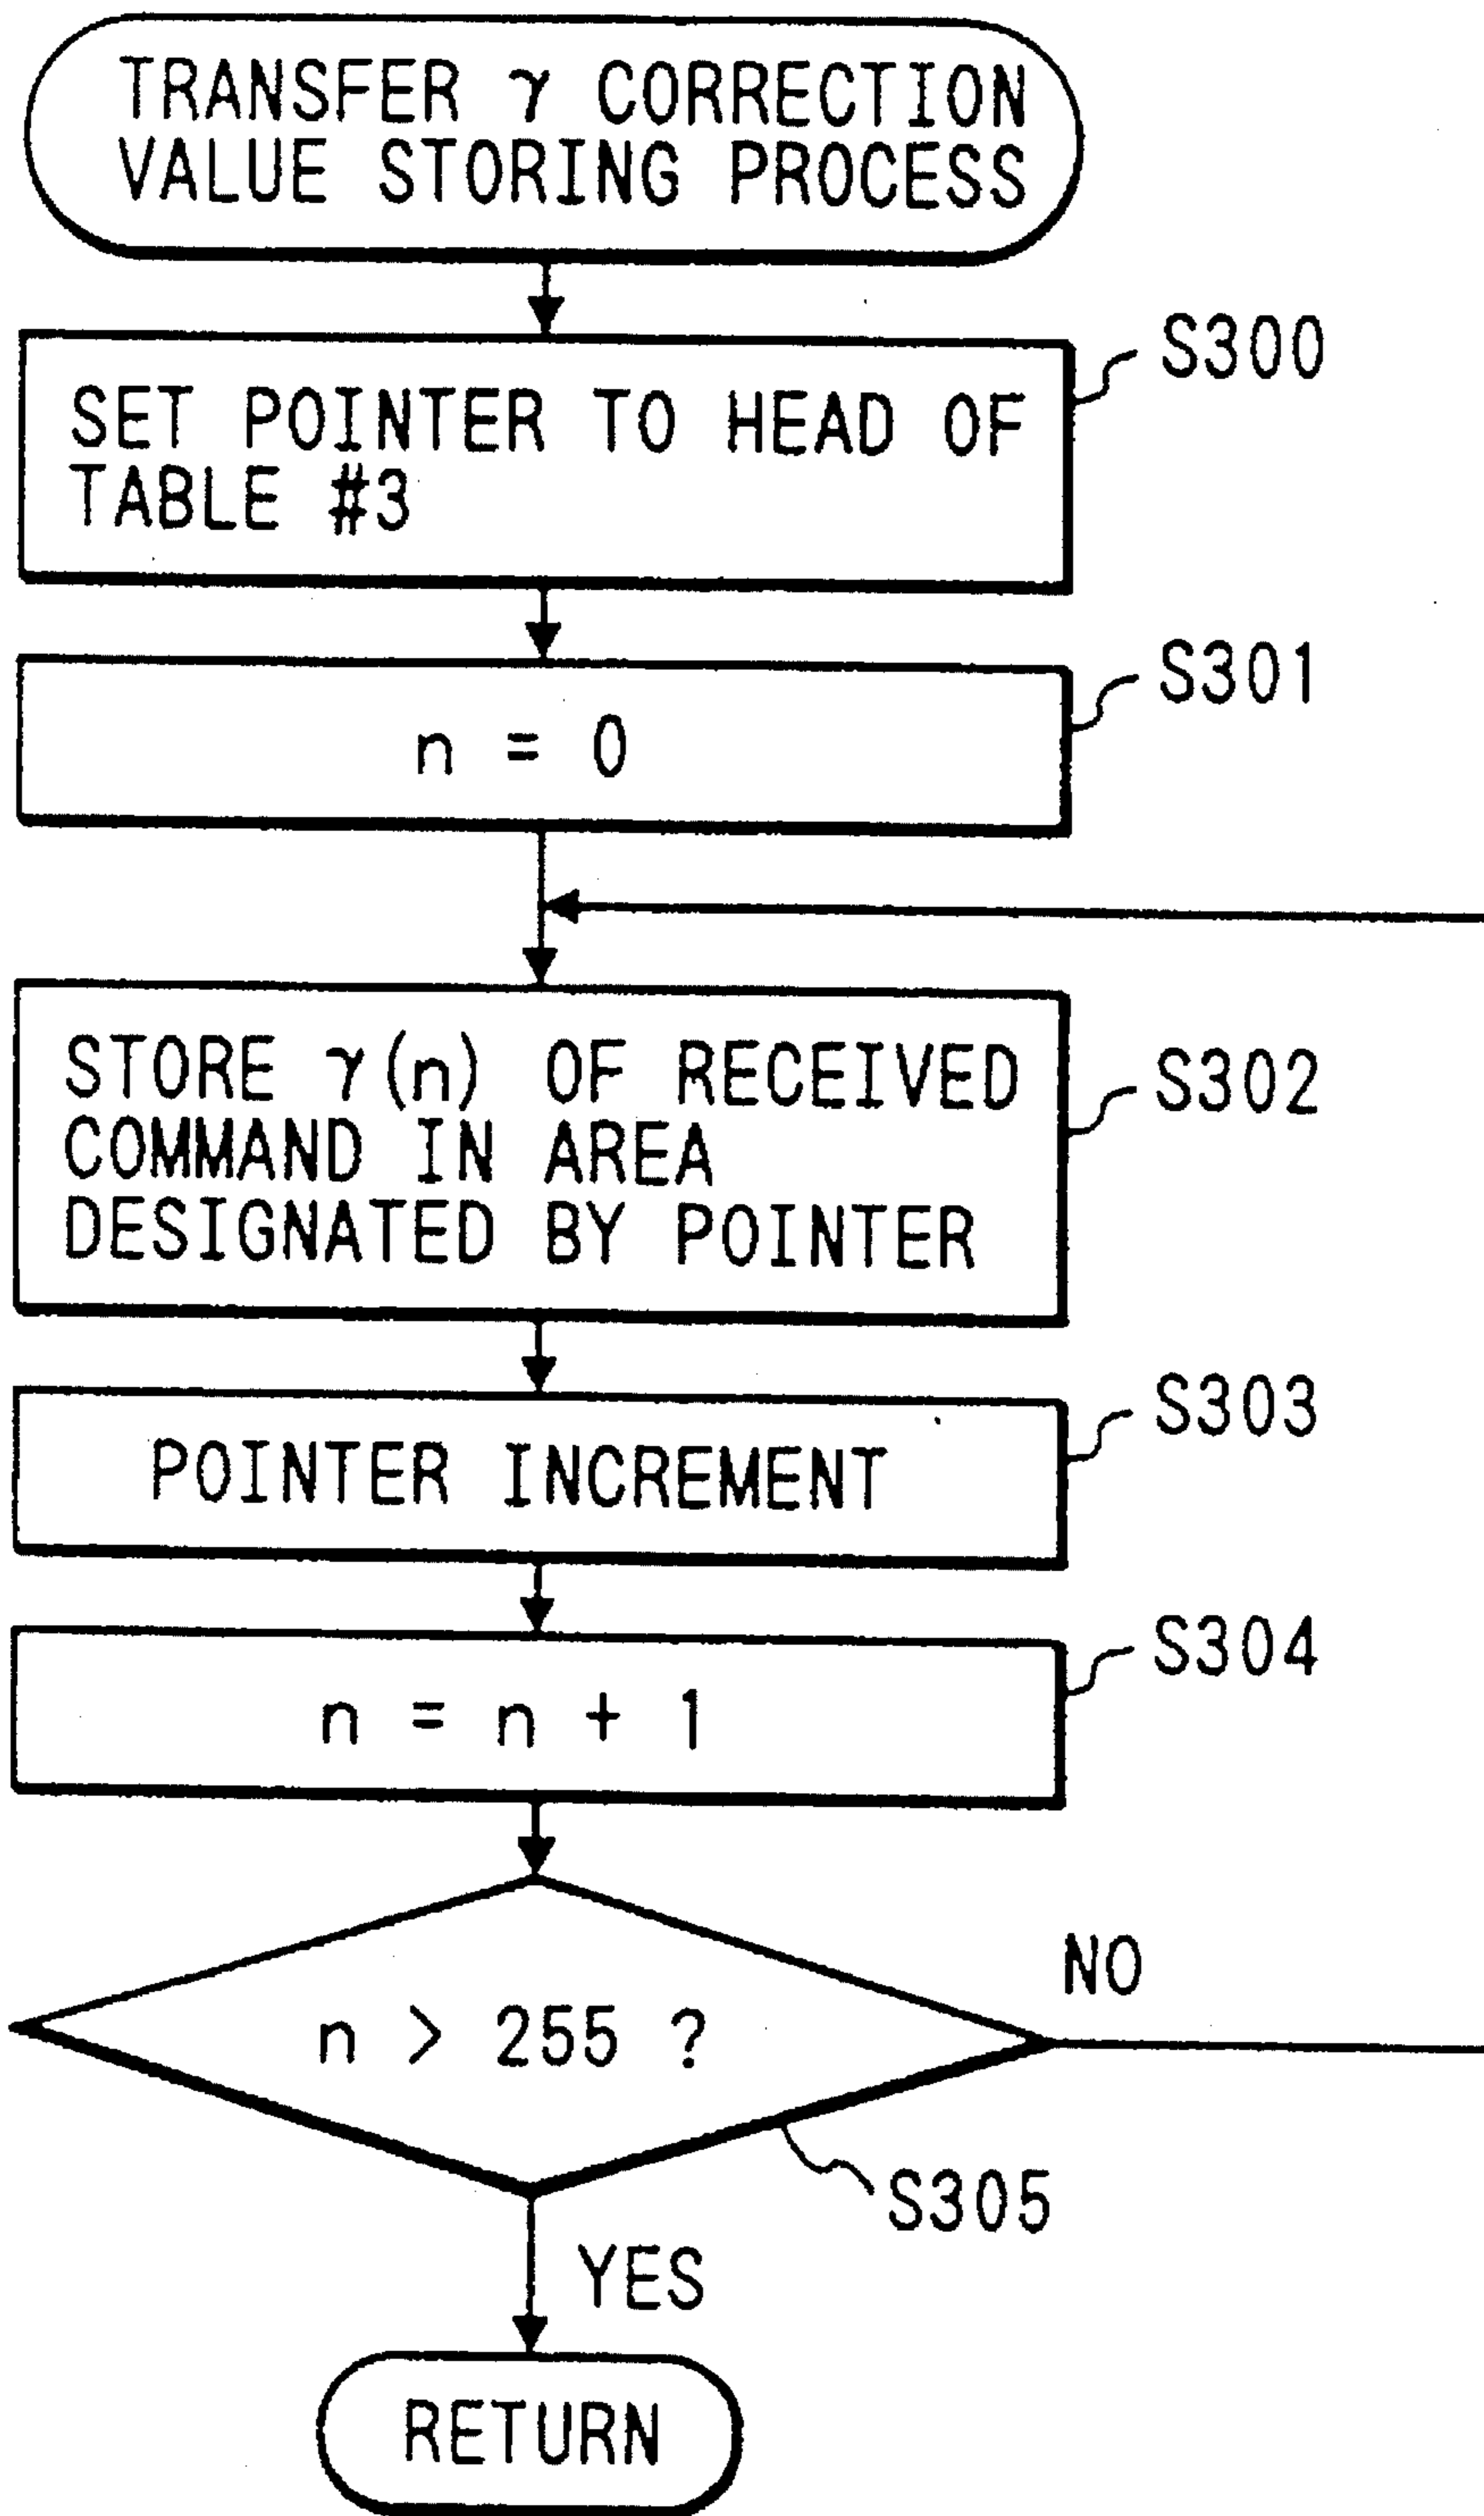 TRANSFER γ CORRECTION
VALUE STORING PROCESS
S300
SET POINTER TO HEAD OF
TABLE #3
S301
n = 0
S302
STORE γ(n) OF RECEIVED
COMMAND IN AREA
DESIGNATED BY POINTER
S303
POINTER INCREMENT
S304
n = n + 1
NO
n > 255 ?
S305
YES
RETURN